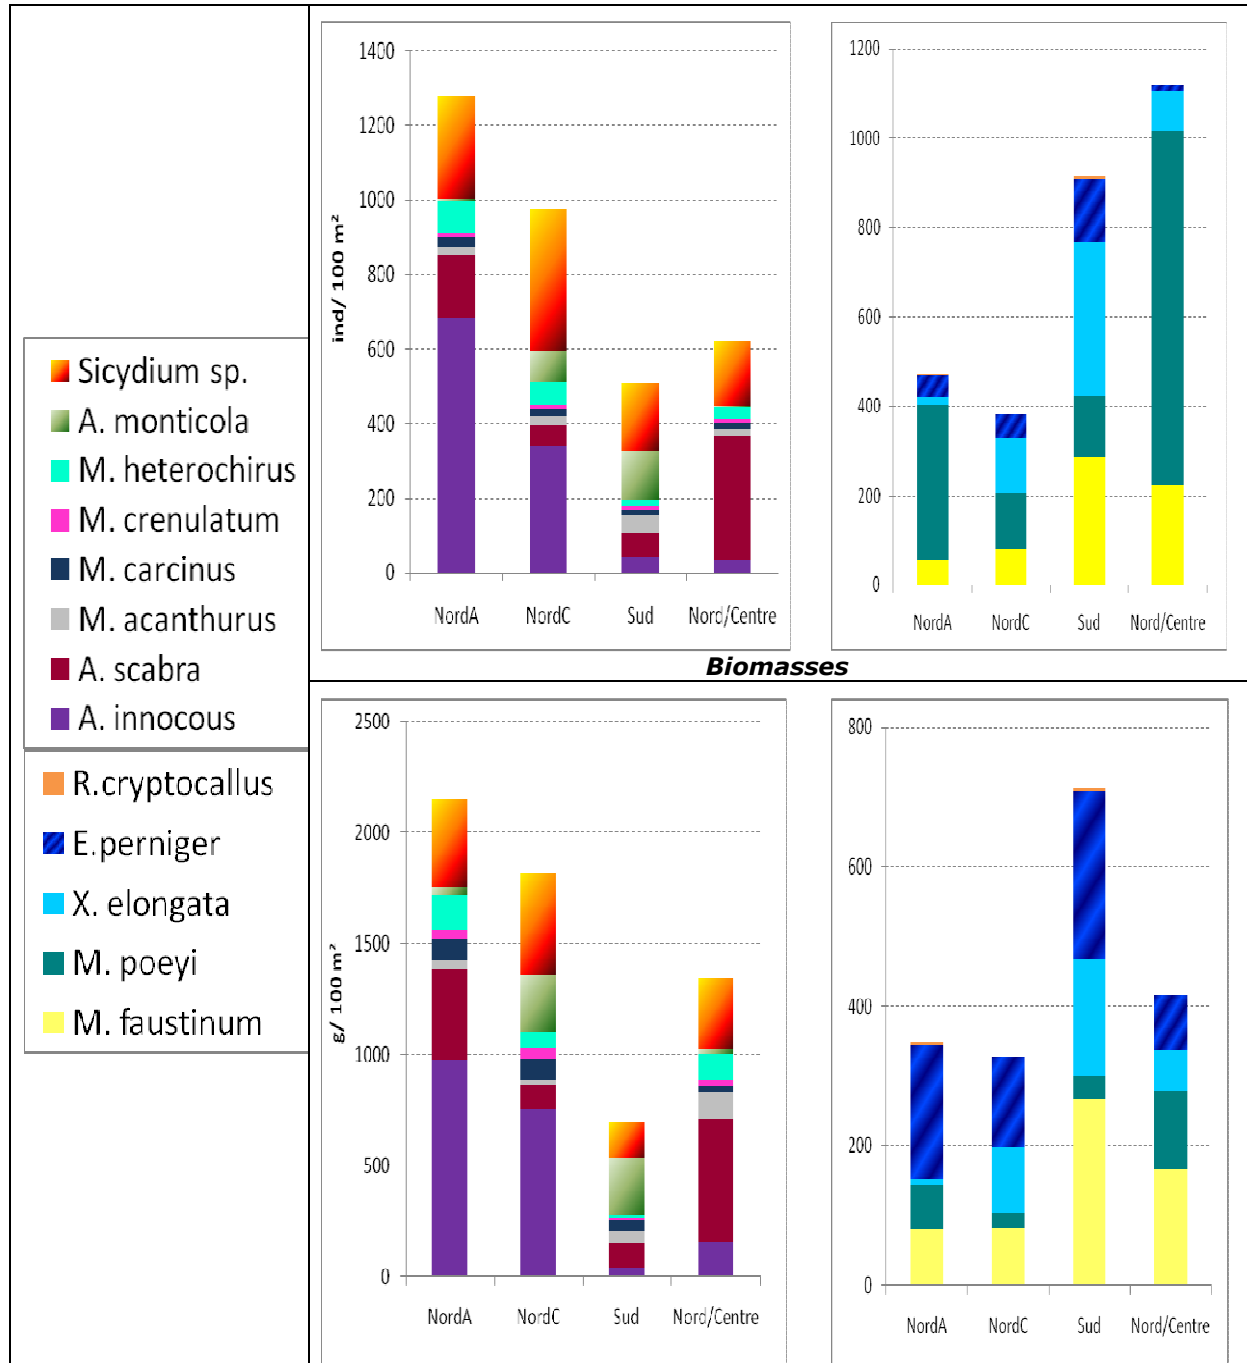 Sicydium sp.
A. monticola
M. heterochirus
M. crenulatum
M. carcinus
M. acanthurus
A. scabra
A. innocous
R.cryptocallus
E.perniger
X. elongata
M. poeyi
M. faustinum
ind/ 100 m²
1400
1200
1000
800
600
400
200
0
NordA NordC Sud Nord/Centre
1200
1000
800
600
400
200
0
NordA NordC Sud Nord/Centre
Biomasses
g/ 100 m²
2500
2000
1500
1000
500
0
NordA NordC Sud Nord/Centre
800
600
400
200
0
NordA NordC Sud Nord/Centre